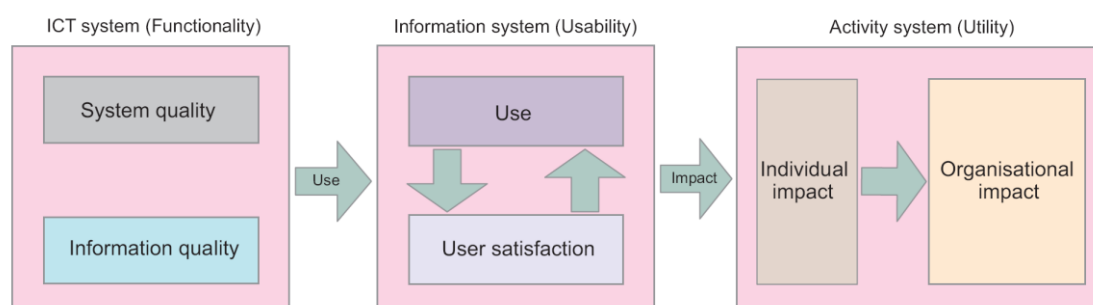 ICT system (Functionality)
Information system (Usability)
Activity system (Utility)
System quality
Information quality
Use
Use
User satisfaction
Impact
Individual
impact
Organisational
impact